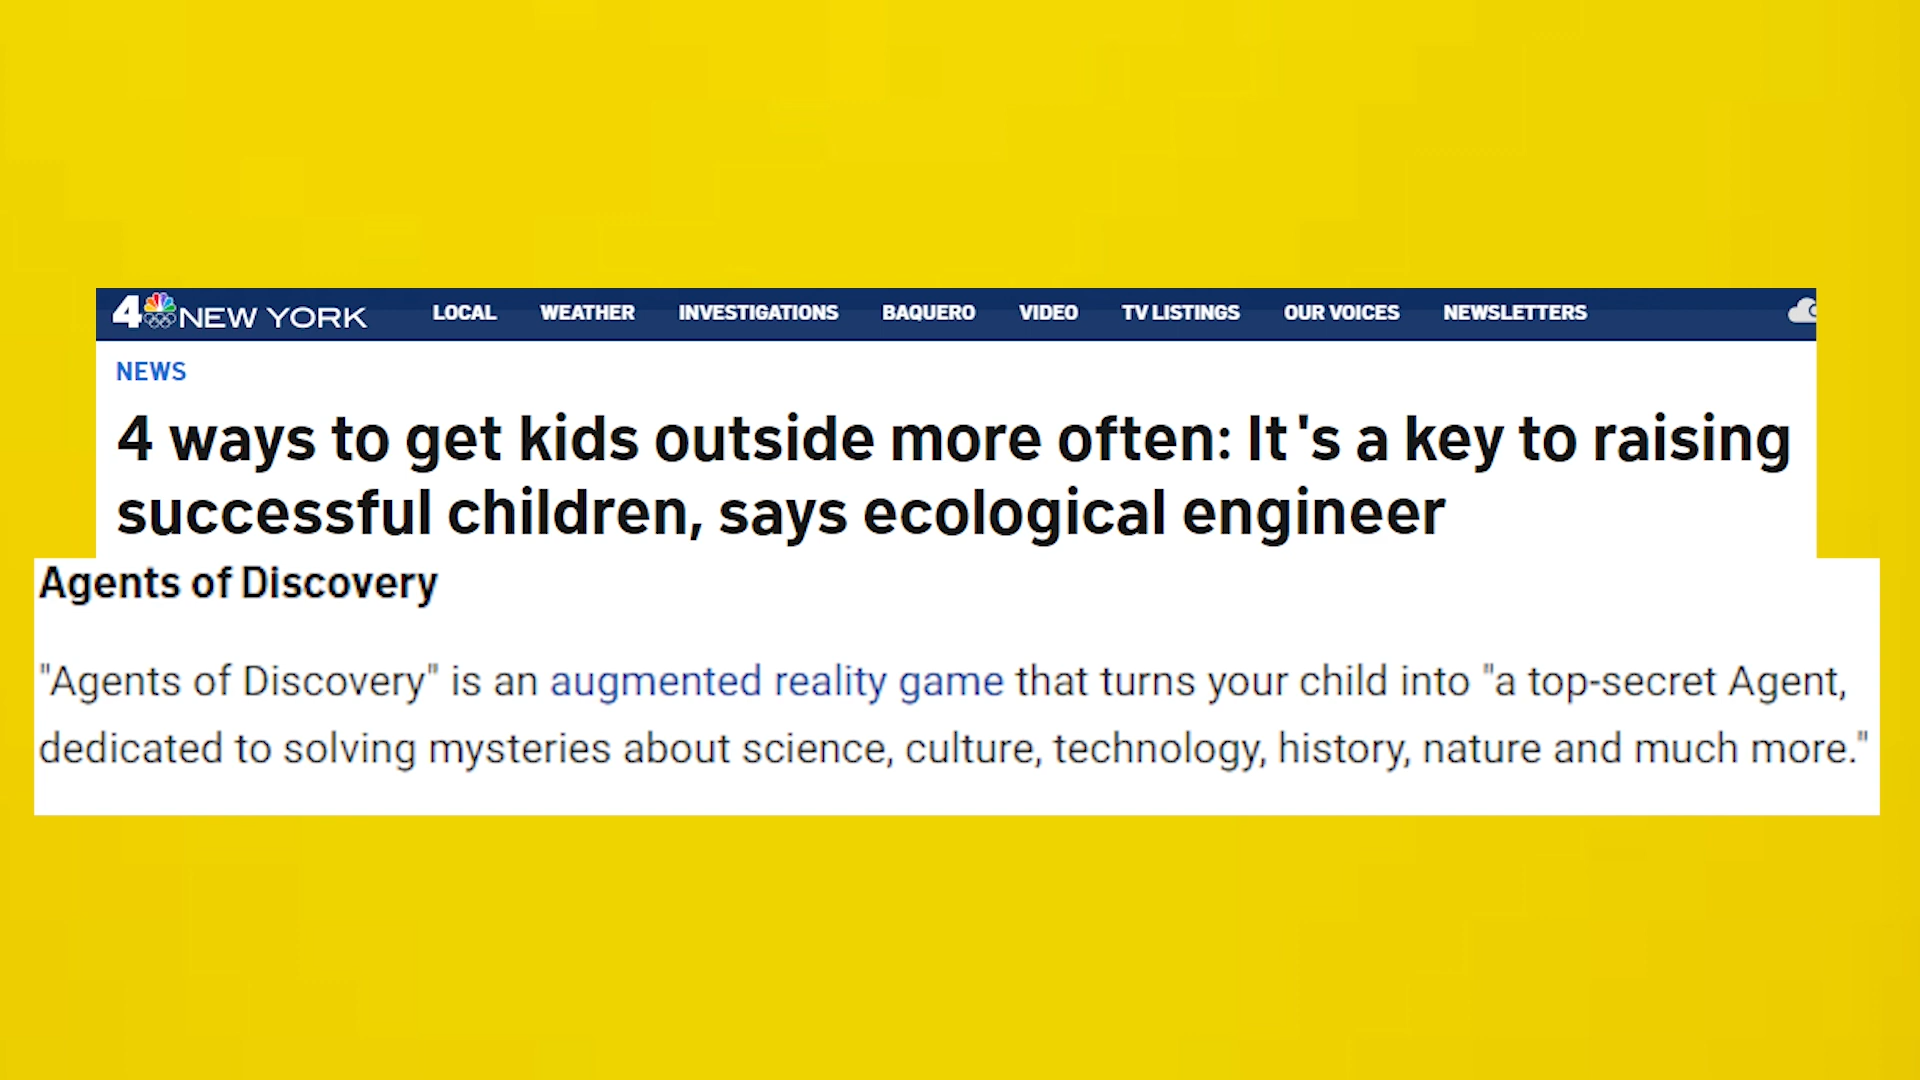 4 NEW YORK LOCAL WEATHER INVESTIGATIONS BAQUERO VIDEO TV LISTINGS OUR VOICES NEWSLETTERS
NEWS
4 ways to get kids outside more often: It's a key to raising
successful children, says ecological engineer
Agents of Discovery
"Agents of Discovery" is an augmented reality game that turns your child into "a top-secret Agent,
dedicated to solving mysteries about science, culture, technology, history, nature and much more."